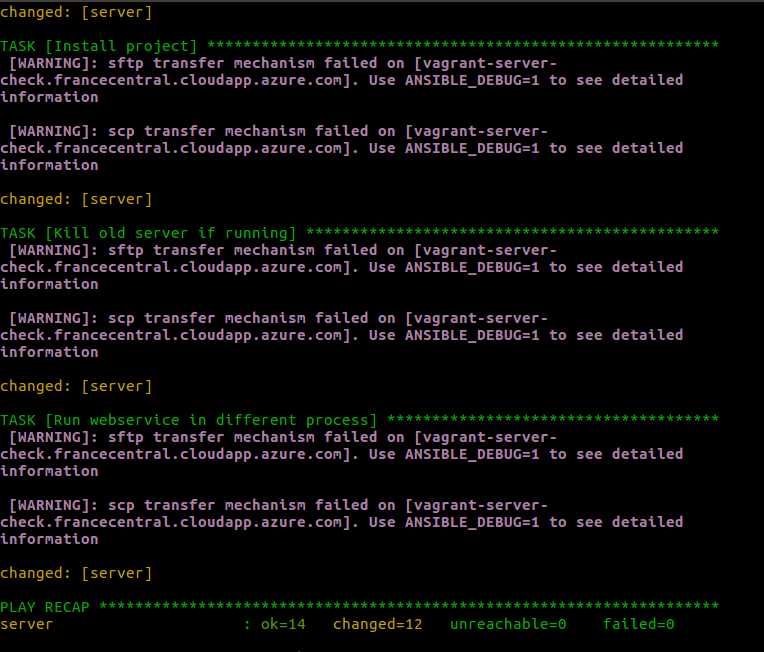 changed: [server]
TASK [Install project] *********************************************************
 [WARNING]: sftp transfer mechanism failed on [vagrant-server-
check.francecentral.cloudapp.azure.com]. Use ANSIBLE_DEBUG=1 to see detailed
information
 [WARNING]: scp transfer mechanism failed on [vagrant-server-
check.francecentral.cloudapp.azure.com]. Use ANSIBLE_DEBUG=1 to see detailed
information
changed: [server]
TASK [Kill old server if running] **********************************************
 [WARNING]: sftp transfer mechanism failed on [vagrant-server-
check.francecentral.cloudapp.azure.com]. Use ANSIBLE_DEBUG=1 to see detailed
information
 [WARNING]: scp transfer mechanism failed on [vagrant-server-
check.francecentral.cloudapp.azure.com]. Use ANSIBLE_DEBUG=1 to see detailed
information
changed: [server]
TASK [Run webservice in different process] *************************************
 [WARNING]: sftp transfer mechanism failed on [vagrant-server-
check.francecentral.cloudapp.azure.com]. Use ANSIBLE_DEBUG=1 to see detailed
information
 [WARNING]: scp transfer mechanism failed on [vagrant-server-
check.francecentral.cloudapp.azure.com]. Use ANSIBLE_DEBUG=1 to see detailed
information
changed: [server]
PLAY RECAP *********************************************************************
server                     : ok=14   changed=12   unreachable=0    failed=0